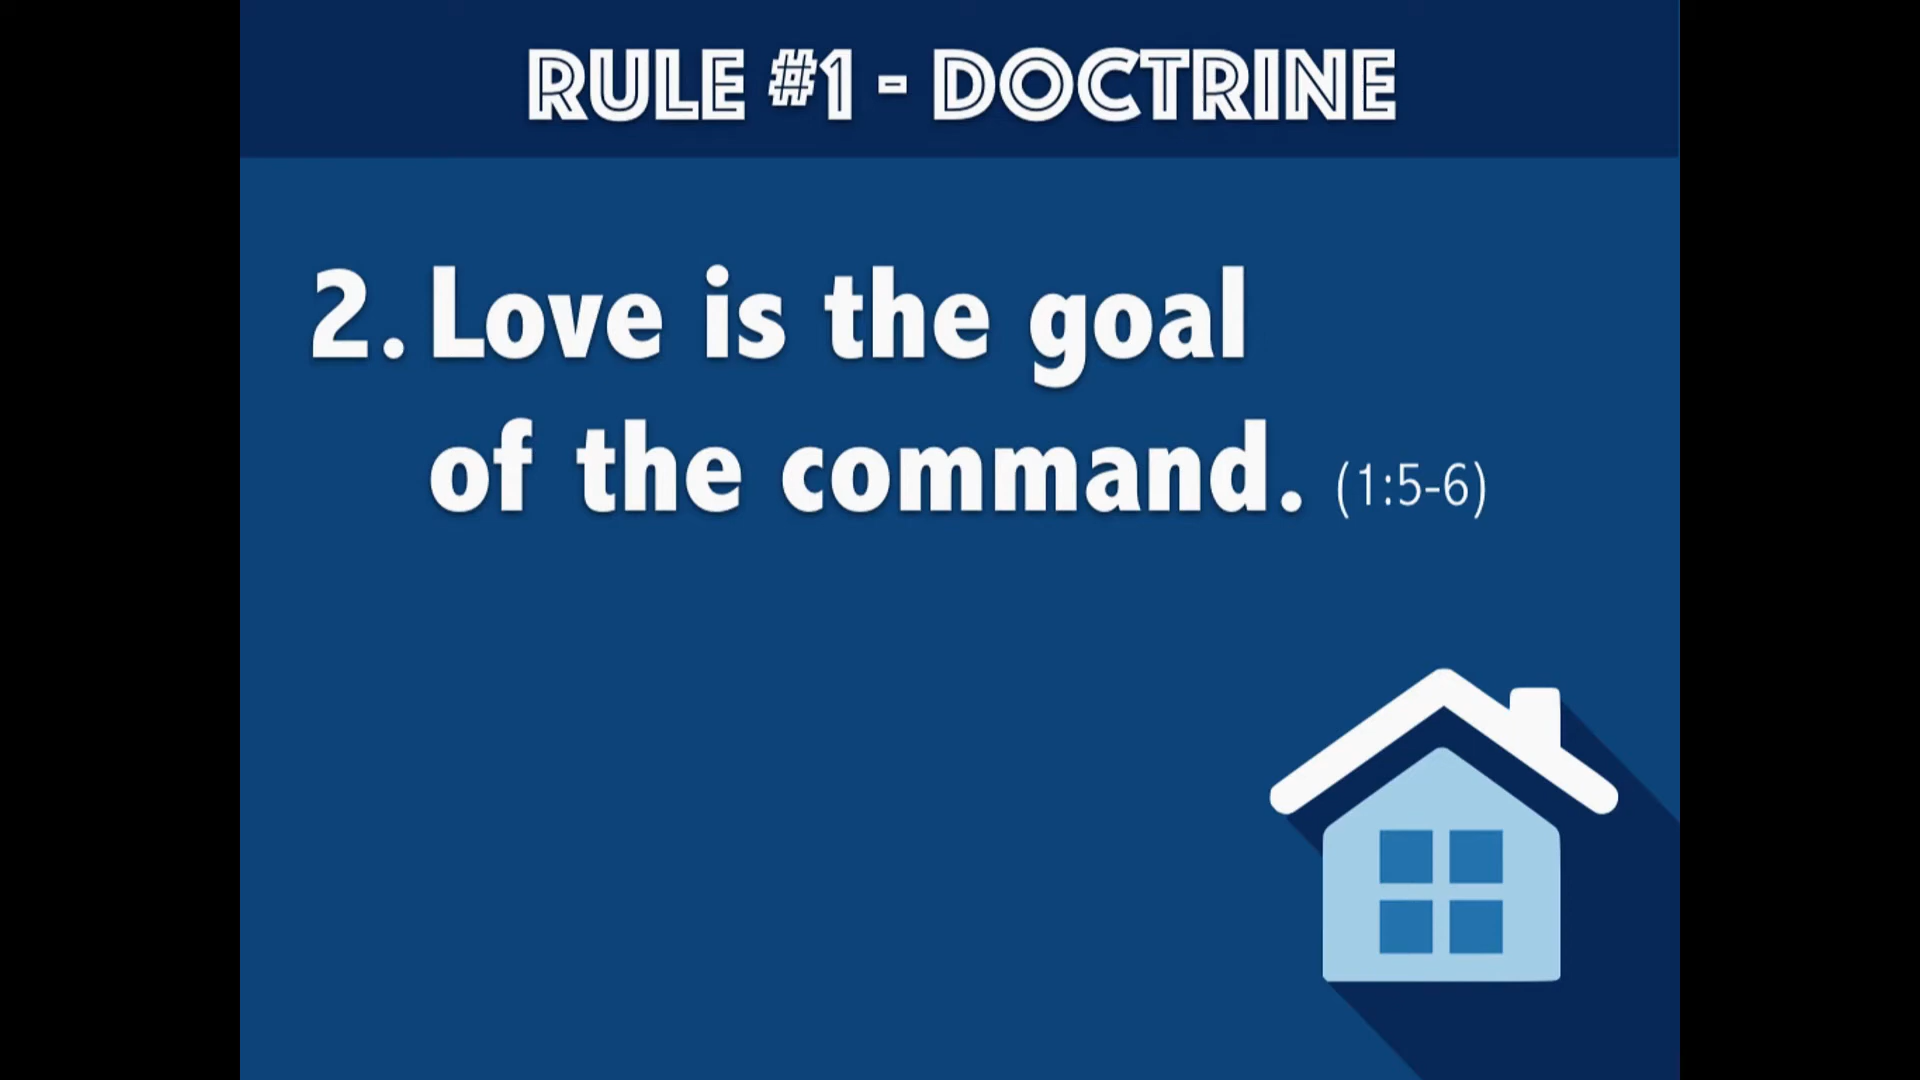 RULE #1 - DOCTRINE
2. Love is the goal
of the command. (1:5-6)